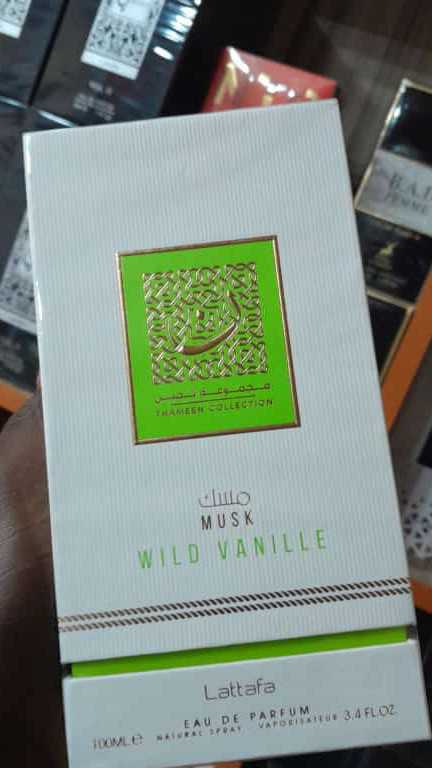 مجموعة ثمين
THAMEEN COLLECTION
مسك
MUSK
WILD VANILLE
Lattafa
EAU DE PARFUM
100ML e NATURAL SPRAY - VAPORISATEUR 3.4 FL.OZ.